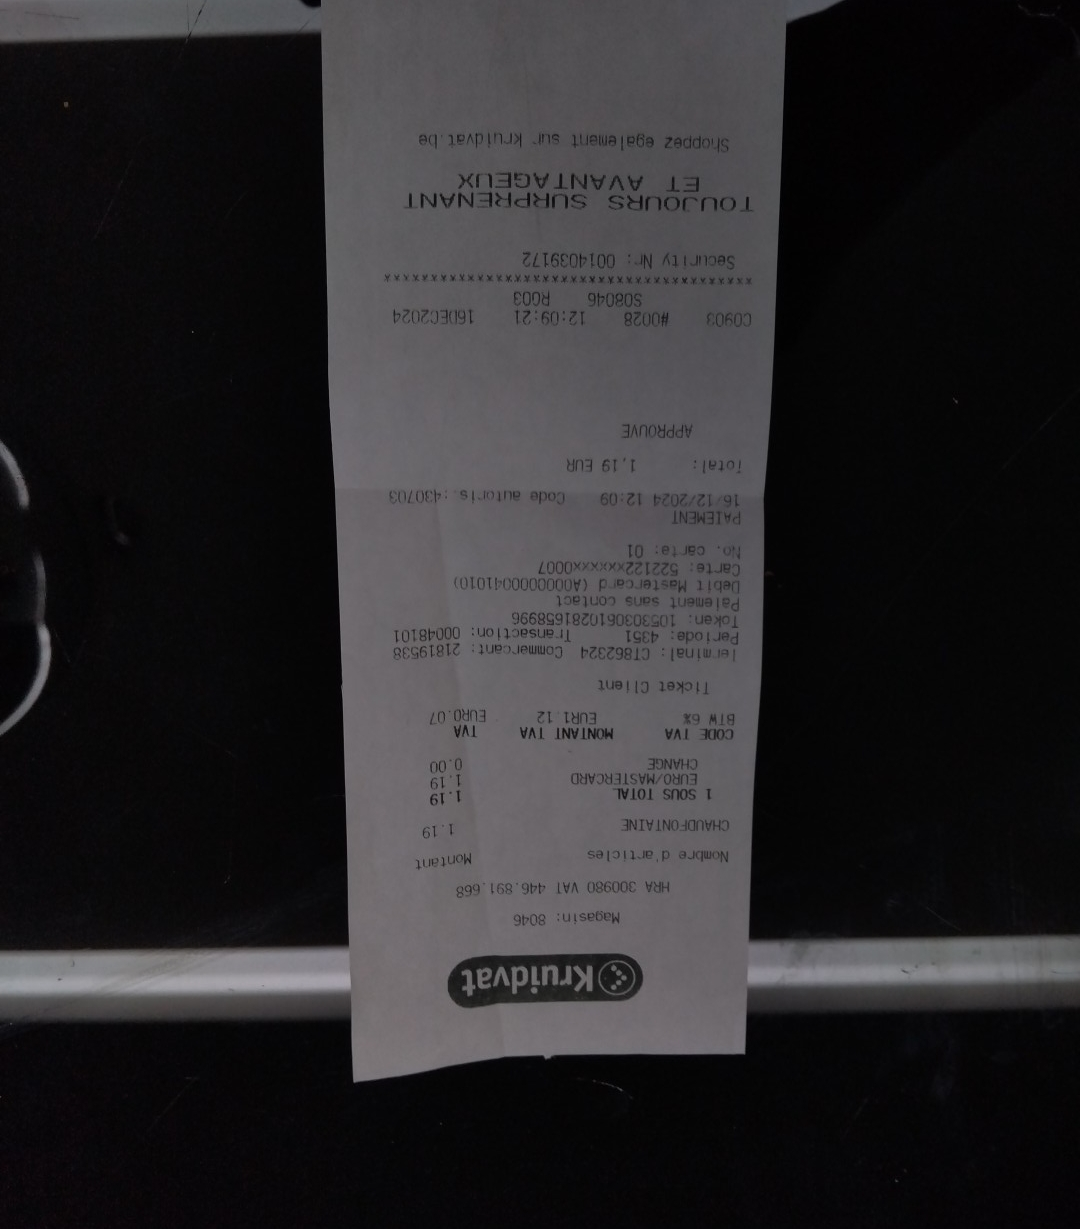 Kruidvat
Magasin: 8046
HRA 300980 VAT 446.891.668
Nombre d'articles Montant
CHAUDFONTAINE 1.19
1 SOUS TOTAL 1.19
EURO/MASTERCARD 1.19
CHANGE 0.00
CODE TVA MONTANT TVA TVA
BTW 6% EUR1.12 EUR0.07
Ticket Client
Terminal: CT862324 Commercant: 21819538
Periode: 4351 Transaction: 00048101
Token: 1053030610281658996
Paiement sans contact
Debit Mastercard (A0000000041010)
Carte: 522122xxxxxx0007
No. carte: 01
PAIEMENT
16/12/2024 12:09 Code autoris.:430703
Total: 1,19 EUR
APPROUVE
C0903 #0028 12:09:21 16DEC2024
S08046 RG03
xxxxxxxxxxxxxxxxxxxxxxxxxxxxxxxxxxxxxxxx
Security Nr: 0014039172
TOUJOURS SURPRENANT
ET AVANTAGEUX
Shoppez egalement sur kruidvat.be